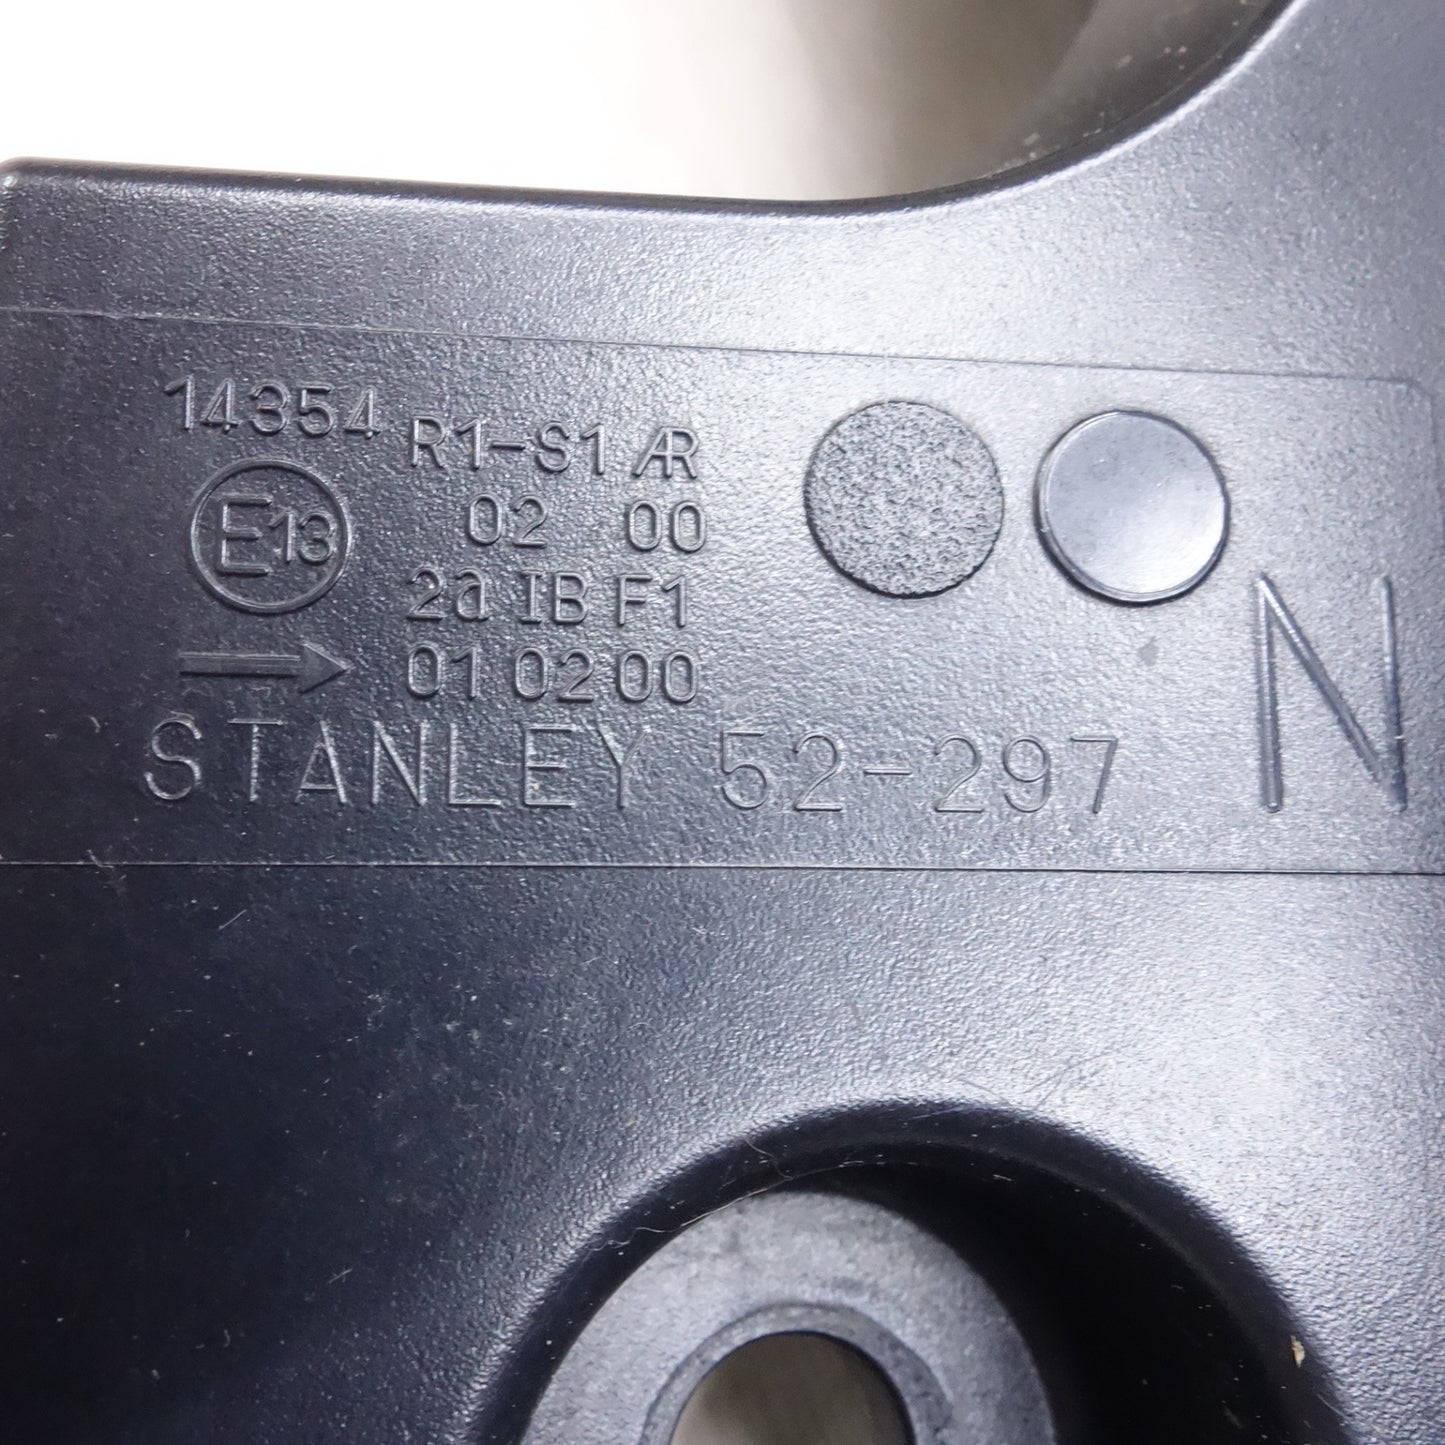 14354 R1-S1 AR
E13 02 00
2a IB F1
→ 01 02 00
STANLEY 52-297
N